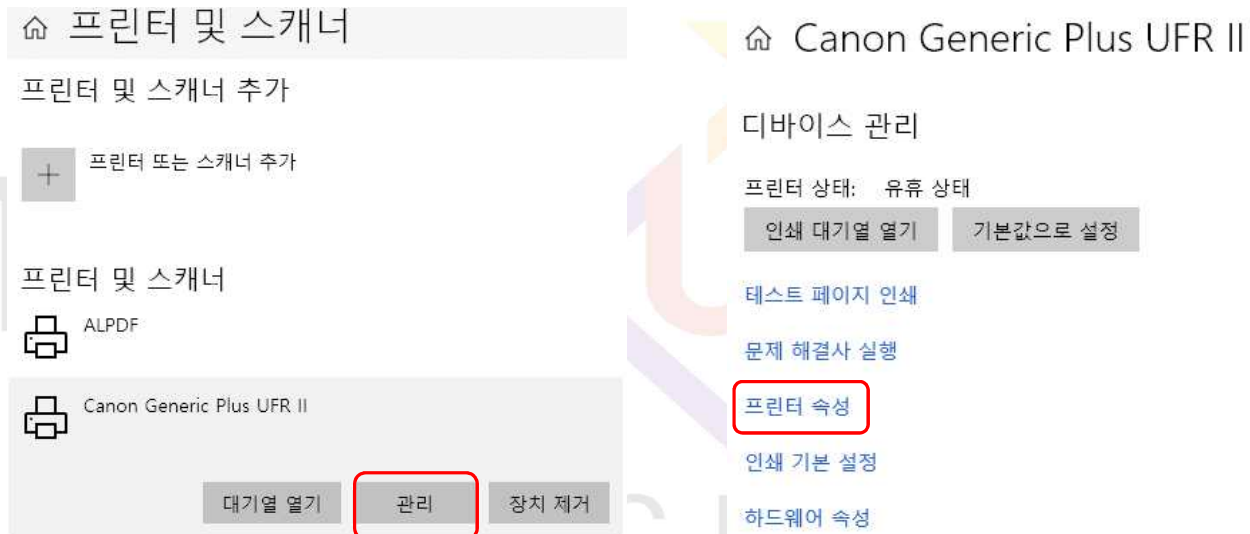 프린터 및 스캐너
프린터 및 스캐너 추가
프린터 또는 스캐너 추가
프린터 및 스캐너
ALPDF
Canon Generic Plus UFR II
대기열 열기 관리 장치 제거
Canon Generic Plus UFR II
디바이스 관리
프린터 상태: 유휴 상태
인쇄 대기열 열기 기본값으로 설정
테스트 페이지 인쇄
문제 해결사 실행
프린터 속성
인쇄 기본 설정
하드웨어 속성